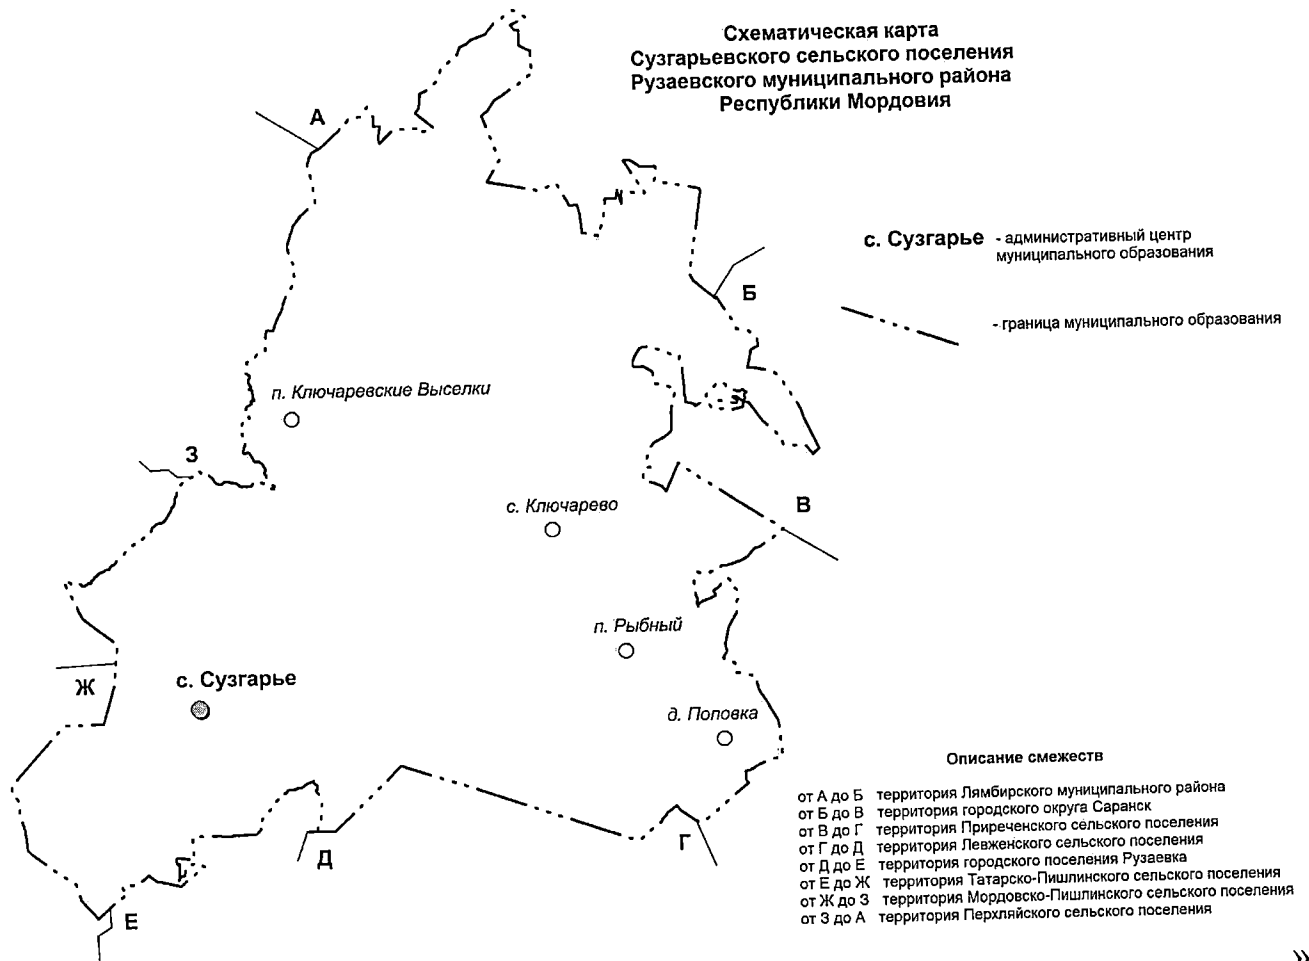 Схематическая карта
Сузгарьевского сельского поселения
Рузаевского муниципального района
Республики Мордовия
А
с. Сузгарье - административный центр
муниципального образования
Б
- граница муниципального образования
п. Ключаревские Выселки
З
с. Ключарево
В
п. Рыбный
с. Сузгарье
Ж
д. Поповка
Г
Д
Е
Описание смежеств
от А до Б территория Лямбирского муниципального района
от Б до В территория городского округа Саранск
от В до Г территория Приреченского сельского поселения
от Г до Д территория Левженского сельского поселения
от Д до Е территория городского поселения Рузаевка
от Е до Ж территория Татарско-Пишлинского сельского поселения
от Ж до З территория Мордовско-Пишлинского сельского поселения
от З до А территория Перхляйского сельского поселения
»